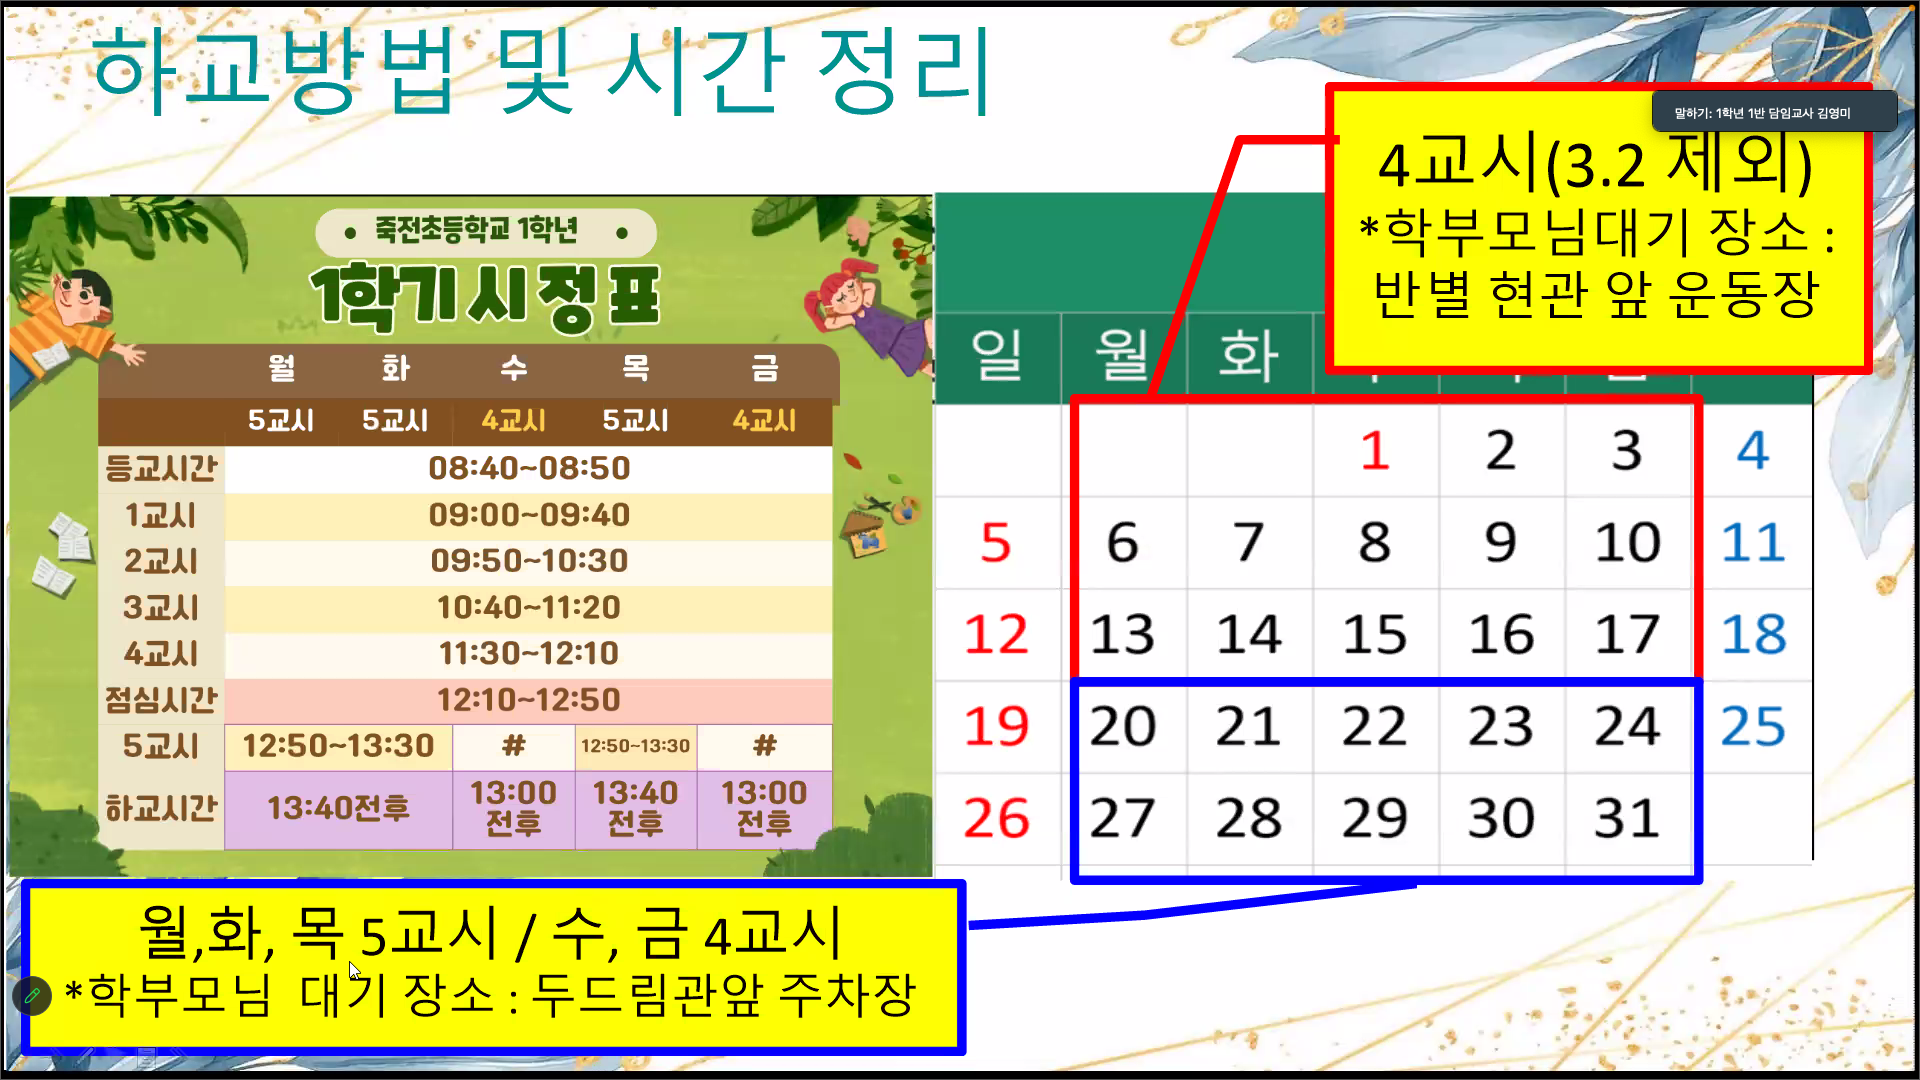 하교방법 및 시간 정리
말하기: 1학년 1반 담임교사 김영미
4교시(3.2 제외)
*학부모님대기 장소 :
반별 현관 앞 운동장
죽전초등학교 1학년
1학기 시정표
월 화 수 목 금
5교시 5교시 4교시 5교시 4교시
등교시간 08:40~08:50
1교시 09:00~09:40
2교시 09:50~10:30
3교시 10:40~11:20
4교시 11:30~12:10
점심시간 12:10~12:50
5교시 12:50~13:30 # 12:50~13:30 #
하교시간 13:40전후 13:00 전후 13:40 전후 13:00 전후
일 월 화
1 2 3 4
5 6 7 8 9 10 11
12 13 14 15 16 17 18
19 20 21 22 23 24 25
26 27 28 29 30 31
월,화, 목 5교시 / 수, 금 4교시
*학부모님 대기 장소 : 두드림관앞 주차장